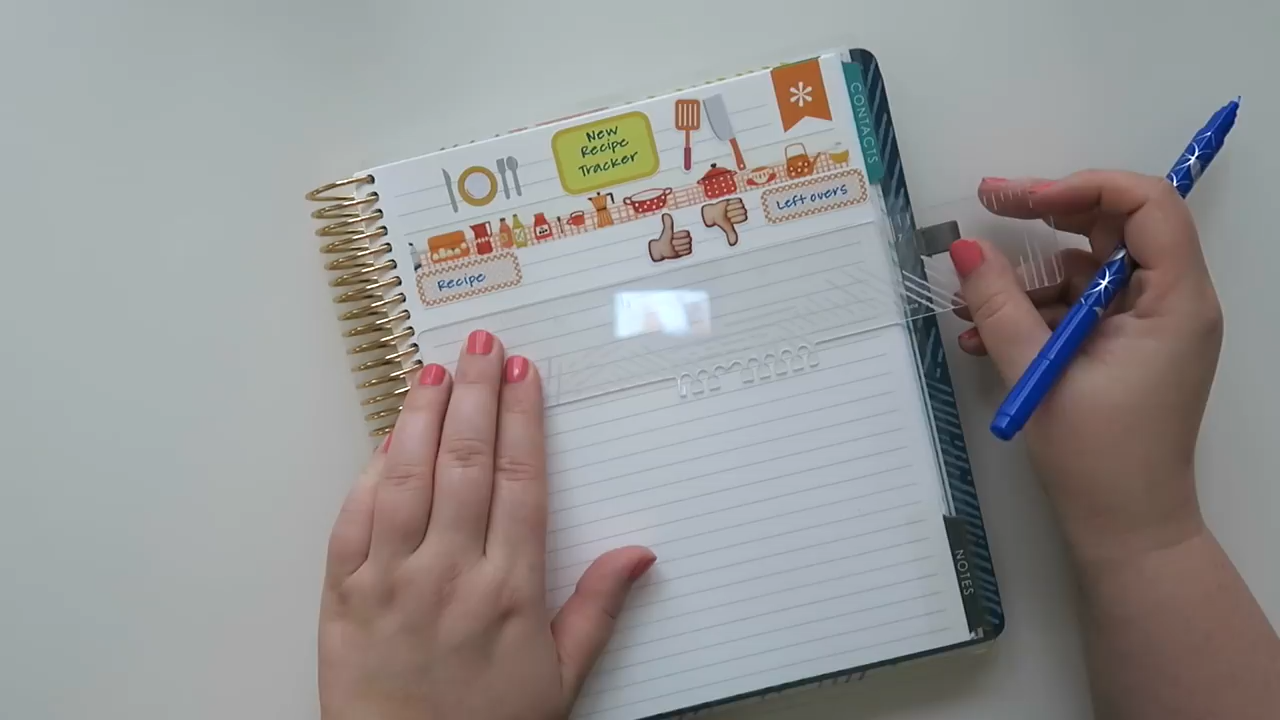 New
Recipe
Tracker
Left overs
Recipe
CONTACTS
NOTES